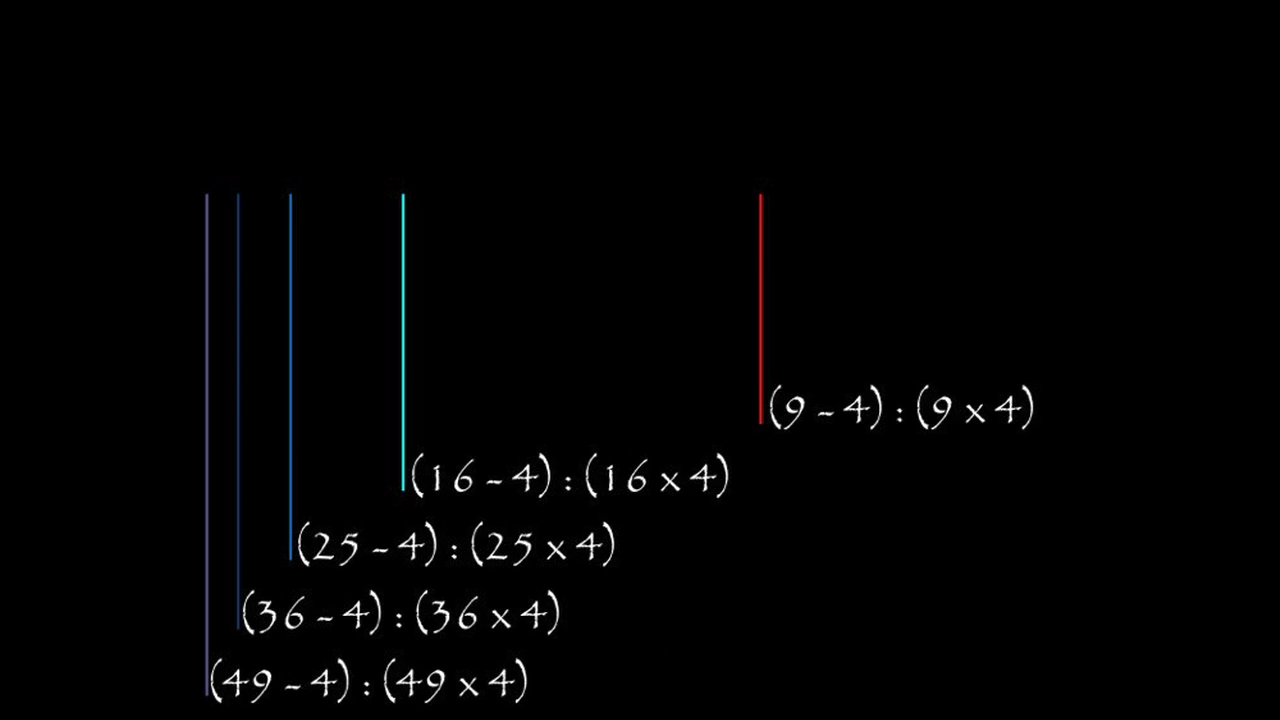 (9 - 4) : (9 x 4)
(16 - 4) : (16 x 4)
(25 - 4) : (25 x 4)
(36 - 4) : (36 x 4)
(49 - 4) : (49 x 4)